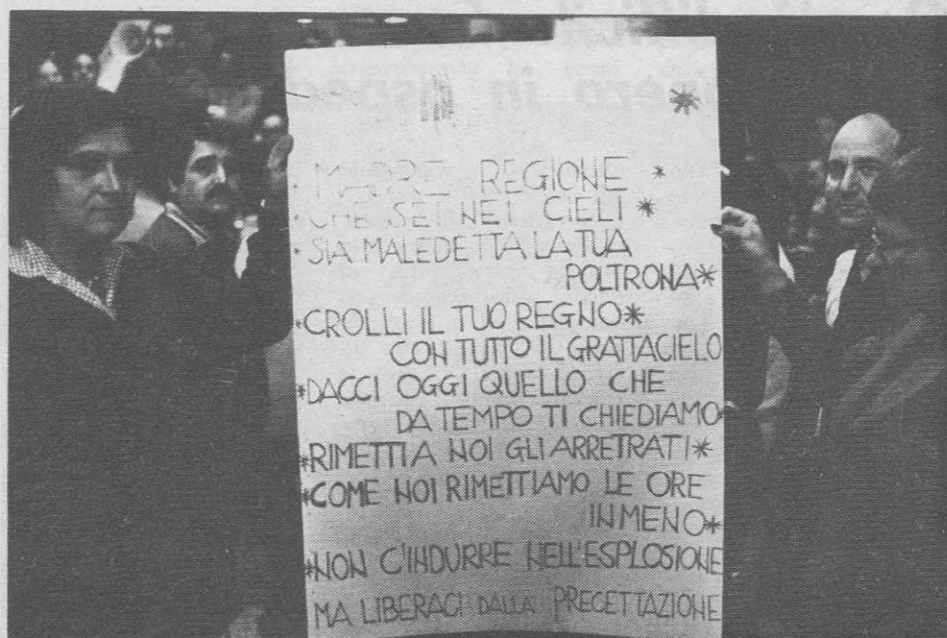 *
MADRE REGIONE *
* CHE SEI NEI CIELI *
* SIA MALEDETTA LA TUA
POLTRONA*
*CROLLI IL TUO REGNO*
CON TUTTO IL GRATTACIELO
*DACCI OGGI QUELLO CHE
DA TEMPO TI CHIEDIAMO
*RIMETTI A NOI GLI ARRETRATI*
*COME NOI RIMETTIAMO LE ORE
IN MENO*
*NON C'INDURRE NELL'ESPLOSIONE
MA LIBERACI DALLA PRECETTAZIONE